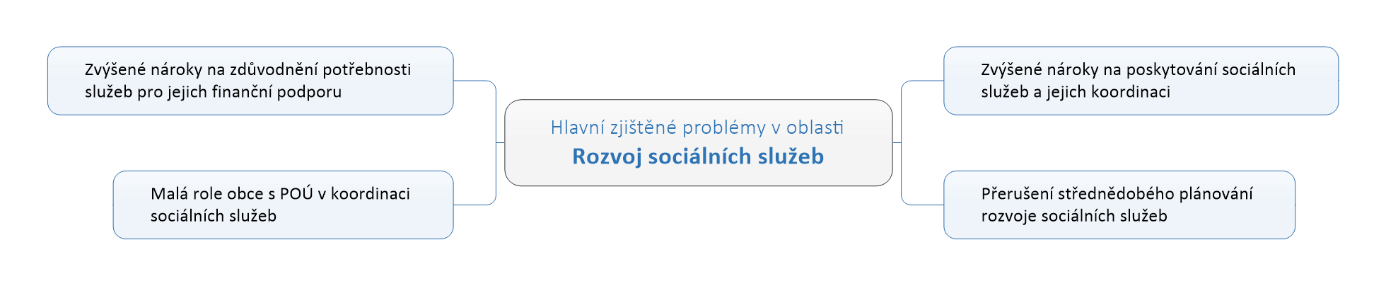 Zvýšené nároky na zdůvodnění potřebnosti
služeb pro jejich finanční podporu
Malá role obce s POÚ v koordinaci
sociálních služeb
Hlavní zjištěné problémy v oblasti
Rozvoj sociálních služeb
Zvýšené nároky na poskytování sociálních
služeb a jejich koordinaci
Přerušení střednědobého plánování
rozvoje sociálních služeb